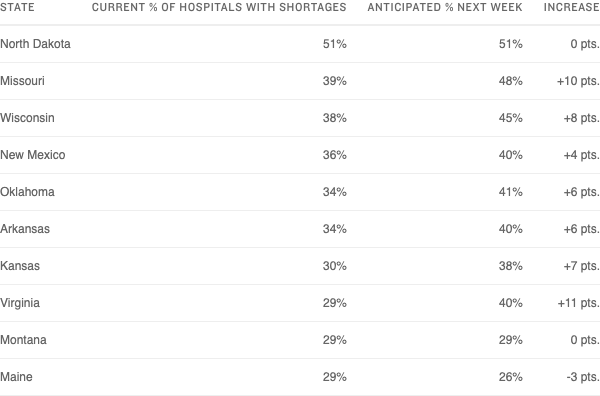 STATE CURRENT % OF HOSPITALS WITH SHORTAGES ANTICIPATED % NEXT WEEK INCREASE
North Dakota 51% 51% 0 pts.
Missouri 39% 48% +10 pts.
Wisconsin 38% 45% +8 pts.
New Mexico 36% 40% +4 pts.
Oklahoma 34% 41% +6 pts.
Arkansas 34% 40% +6 pts.
Kansas 30% 38% +7 pts.
Virginia 29% 40% +11 pts.
Montana 29% 29% 0 pts.
Maine 29% 26% -3 pts.